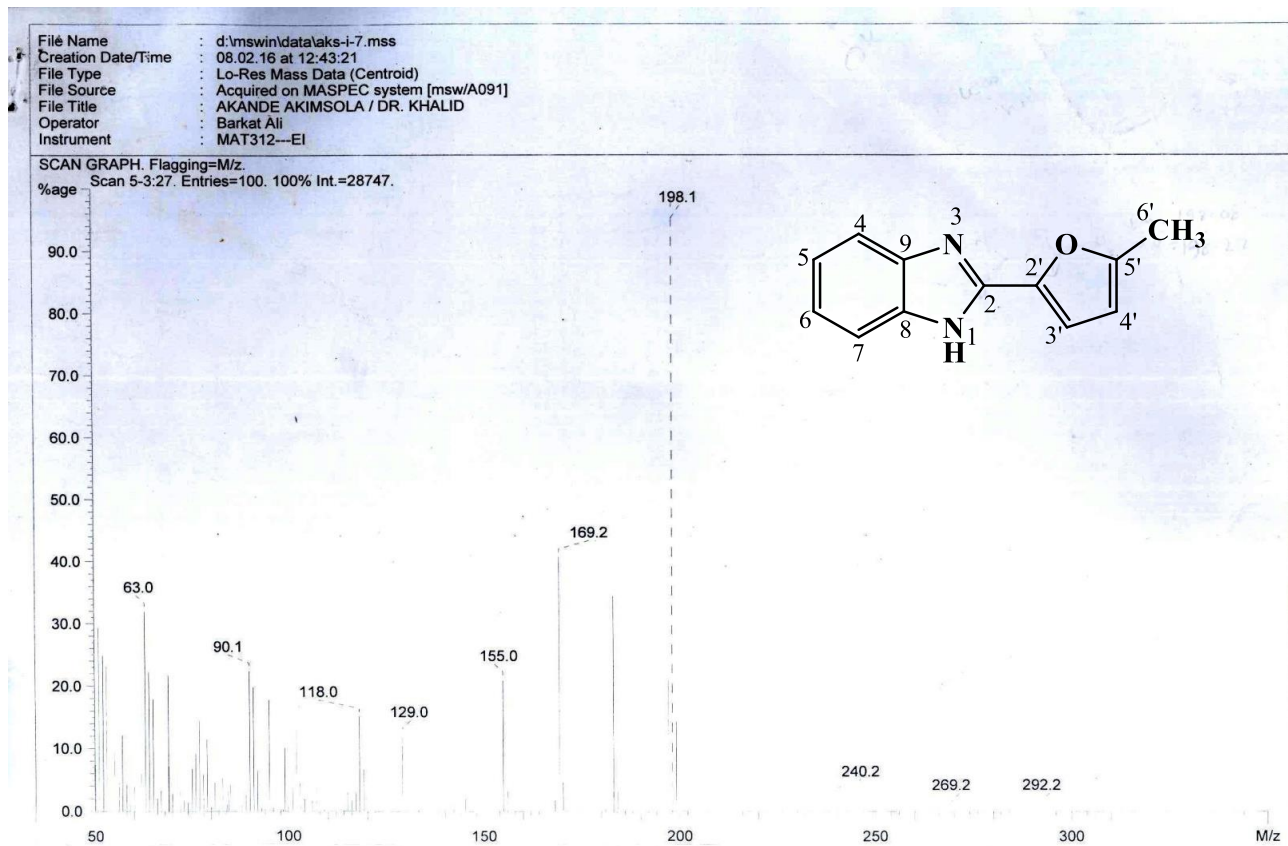 File Name : d:\mswin\data\aks-i-7.mss
Creation Date/Time : 08.02.16 at 12:43:21
File Type : Lo-Res Mass Data (Centroid)
File Source : Acquired on MASPEC system [msw/A091]
File Title : AKANDE AKIMSOLA / DR. KHALID
Operator : Barkat Ali
Instrument : MAT312---EI
SCAN GRAPH. Flagging=M/z.
Scan 5-3:27. Entries=100. 100% Int.=28747.
%age
198.1
90.0
80.0
70.0
60.0
50.0
40.0
30.0
20.0
10.0
0.0
6'
CH3
4 9 N 3 O 5'
5 2' 
6 8 2 3' 4'
7 N 1
H
169.2
63.0
90.1
155.0
118.0
129.0
240.2
269.2
292.2
50 100 150 200 250 300 M/z